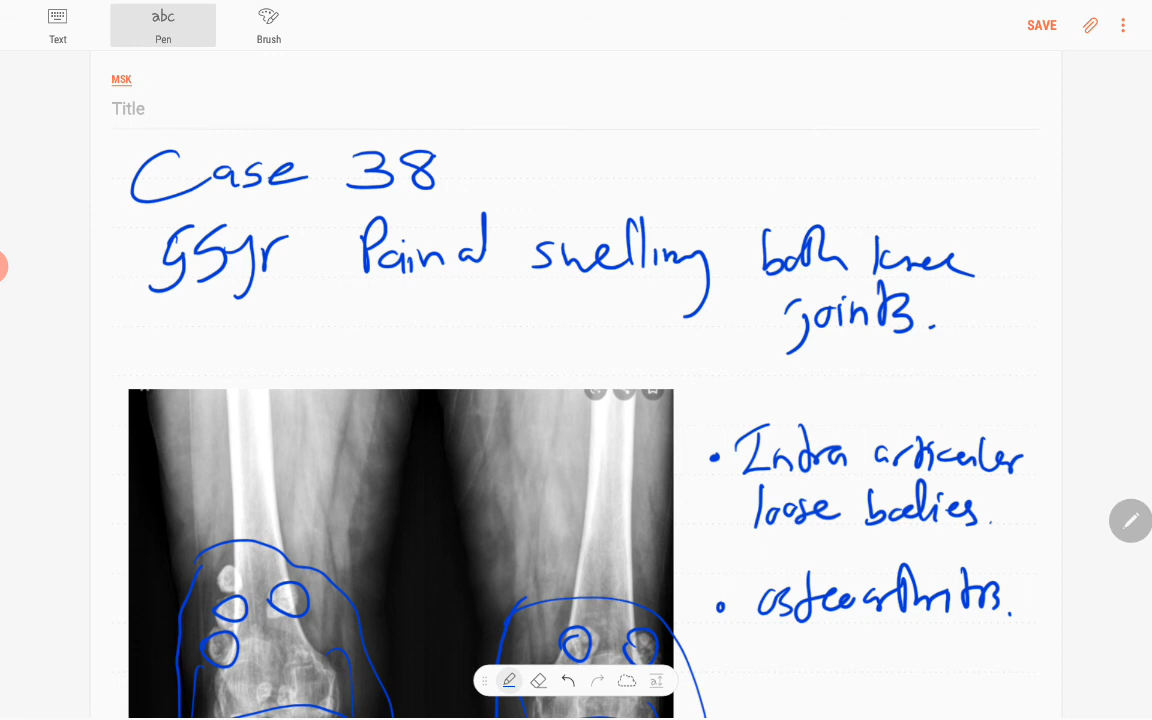 Text
abc
Pen
Brush
SAVE
MSK
Title
Case 38
55yr Pain d swelling both knee
joints.
• Intra articular
loose bodies.
• osteoarthritis.